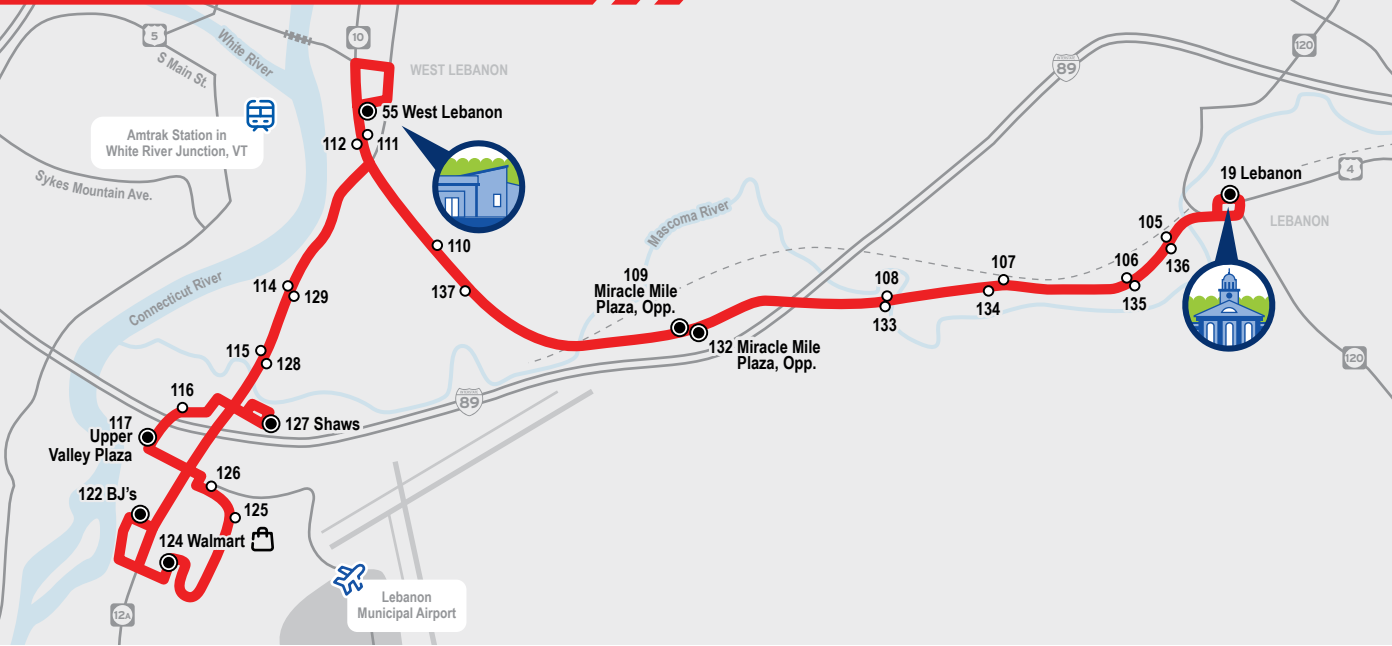 5
S Main St.
White River
10
WEST LEBANON
89
120
55 West Lebanon
112
111
Amtrak Station in
White River Junction, VT
Sykes Mountain Ave.
4
19 Lebanon
LEBANON
Mascoma River
105
136
110
106
135
107
134
108
133
137
109
Miracle Mile
Plaza, Opp.
132 Miracle Mile
Plaza, Opp.
Connecticut River
114
129
115
128
120
116
89
117
Upper
Valley Plaza
127 Shaws
126
122 BJ's
125
124 Walmart
Lebanon
Municipal Airport
12A